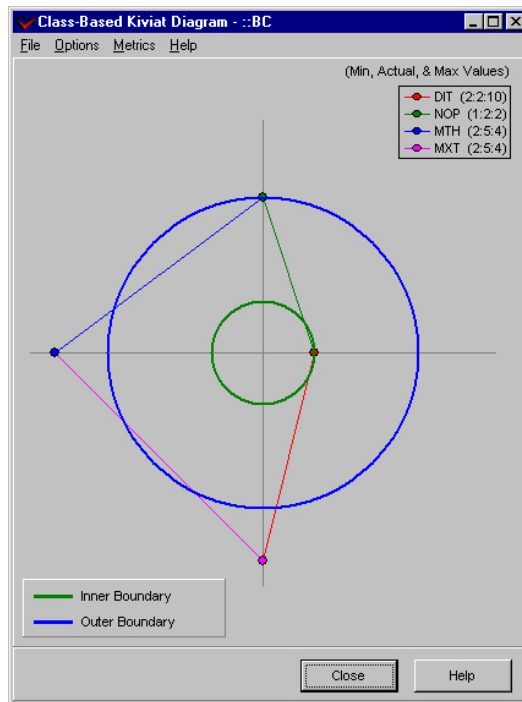 Class-Based Kiviat Diagram - ::BC
File Options Metrics Help
(Min, Actual, & Max Values)
DIT (2:2:10)
NOP (1:2:2)
MTH (2:5:4)
MXT (2:5:4)
Inner Boundary
Outer Boundary
Close Help